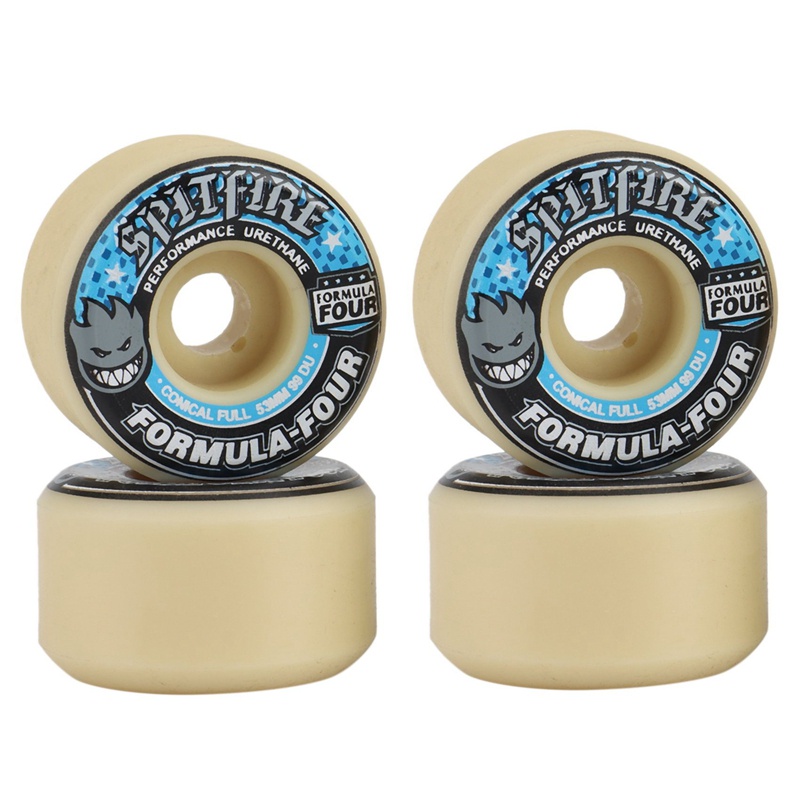 SPITFIRE
PERFORMANCE URETHANE
FORMULA
FOUR
CONICAL FULL 53MM 99 DU
FORMULA-FOUR
SPITFIRE
PERFORMANCE URETHANE
FORMULA
FOUR
CONICAL FULL 53MM 99 DU
FORMULA-FOUR